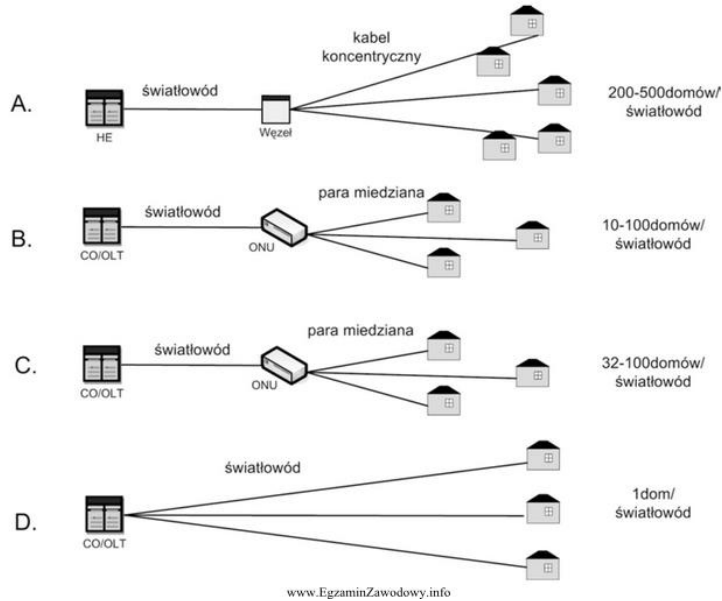 A.
światłowód
HE
Węzeł
kabel
koncentryczny
200-500domów/
światłowód
B.
światłowód
CO/OLT
ONU
para miedziana
10-100domów/
światłowód
C.
światłowód
CO/OLT
ONU
para miedziana
32-100domów/
światłowód
D.
światłowód
CO/OLT
1dom/
światłowód
www.EgzaminZawodowy.info